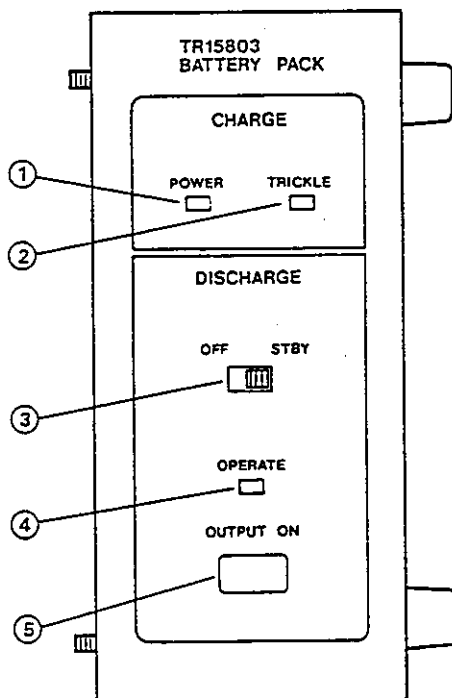 TR15803
BATTERY PACK
CHARGE
① POWER TRICKLE
②
DISCHARGE
OFF STBY
③
OPERATE
④
OUTPUT ON
⑤